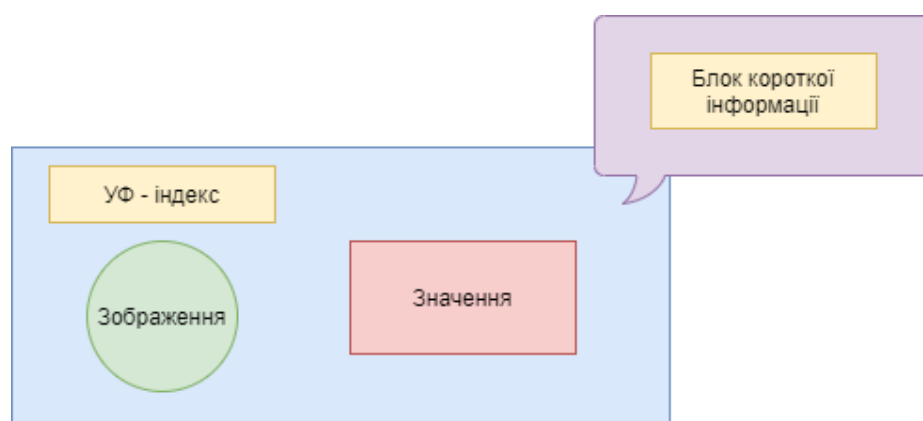 Блок короткої
інформації
УФ - індекс
Зображення
Значення